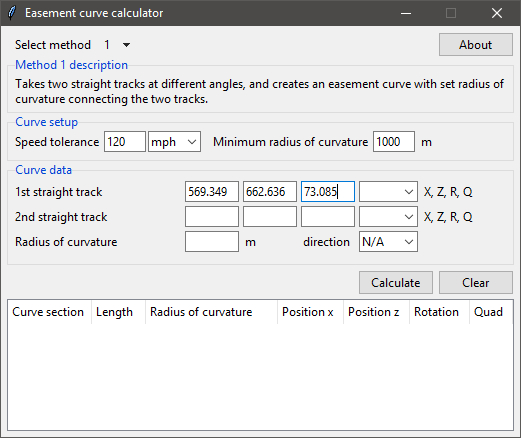 Easement curve calculator
Select method 1 About
Method 1 description
Takes two straight tracks at different angles, and creates an easement curve with set radius of
curvature connecting the two tracks.
Curve setup
Speed tolerance 120 mph Minimum radius of curvature 1000 m
Curve data
1st straight track 569.349 662.636 73.085 X, Z, R, Q
2nd straight track X, Z, R, Q
Radius of curvature m direction N/A
Calculate Clear
Curve section Length Radius of curvature Position x Position z Rotation Quad